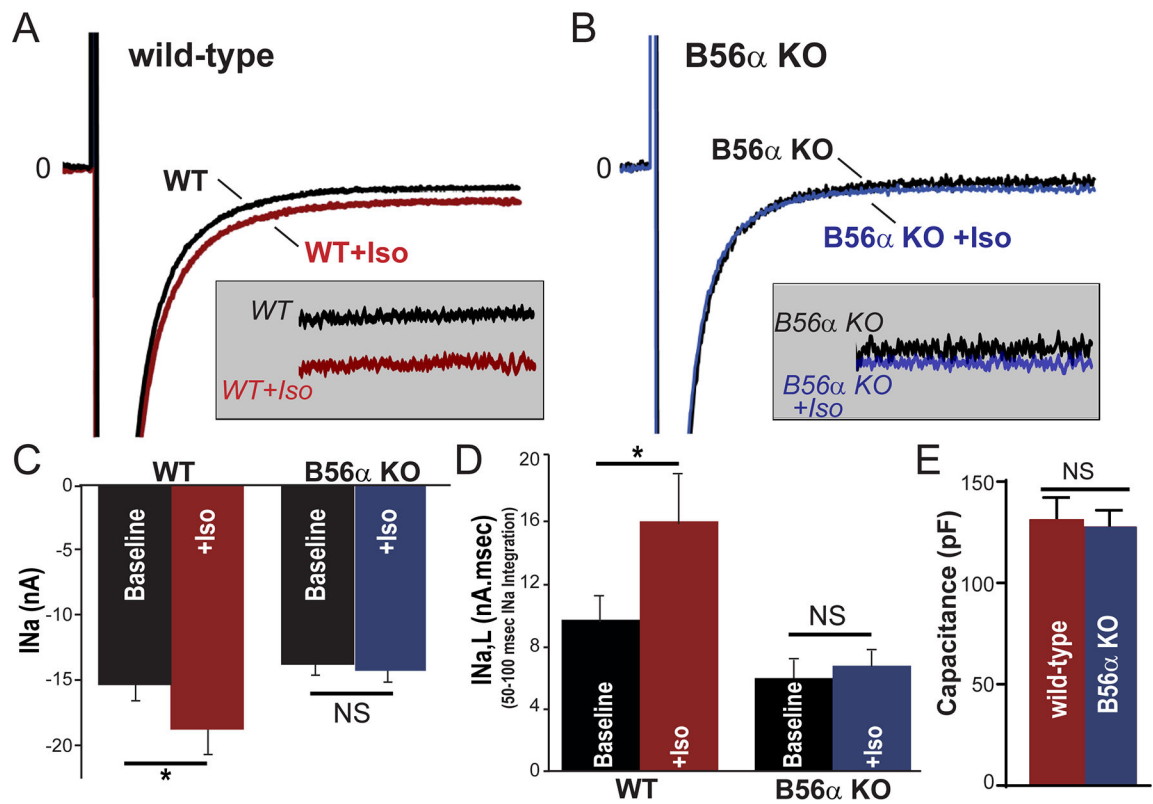 A
wild-type
0
WT
WT+Iso
WT
WT+Iso
B
B56α KO
0
B56α KO
B56α KO +Iso
B56α KO
B56α KO
+Iso
C
WT
B56α KO
0
-5
-10
-15
-20
INa (nA)
Baseline
+Iso
Baseline
+Iso
*
NS
D
20
16
12
8
4
0
INa,L (nA.msec)
(50-100 msec INa Integration)
*
NS
Baseline
+Iso
Baseline
+Iso
WT
B56α KO
E
NS
150
100
50
0
Capacitance (pF)
wild-type
B56α KO